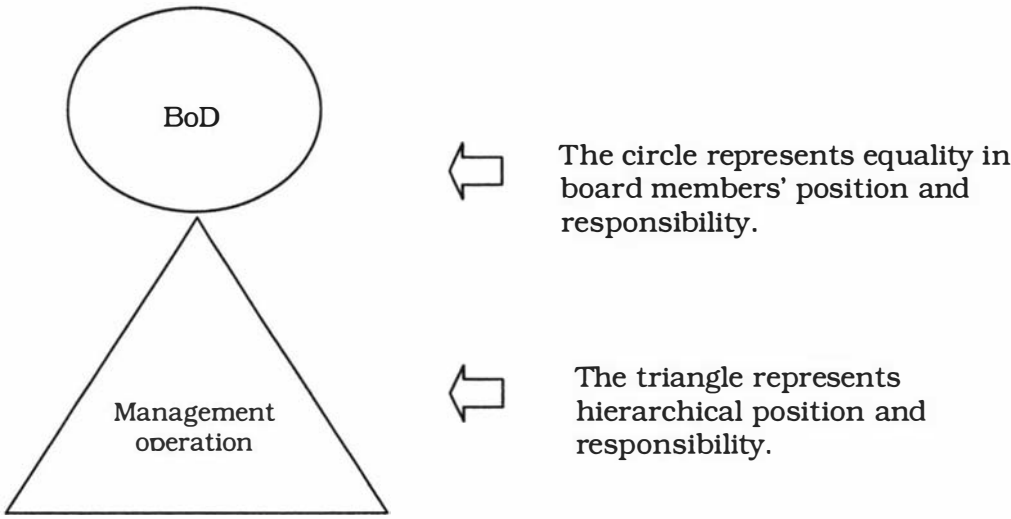 BoD
The circle represents equality in
board members’ position and
responsibility.
Management
operation
The triangle represents
hierarchical position and
responsibility.